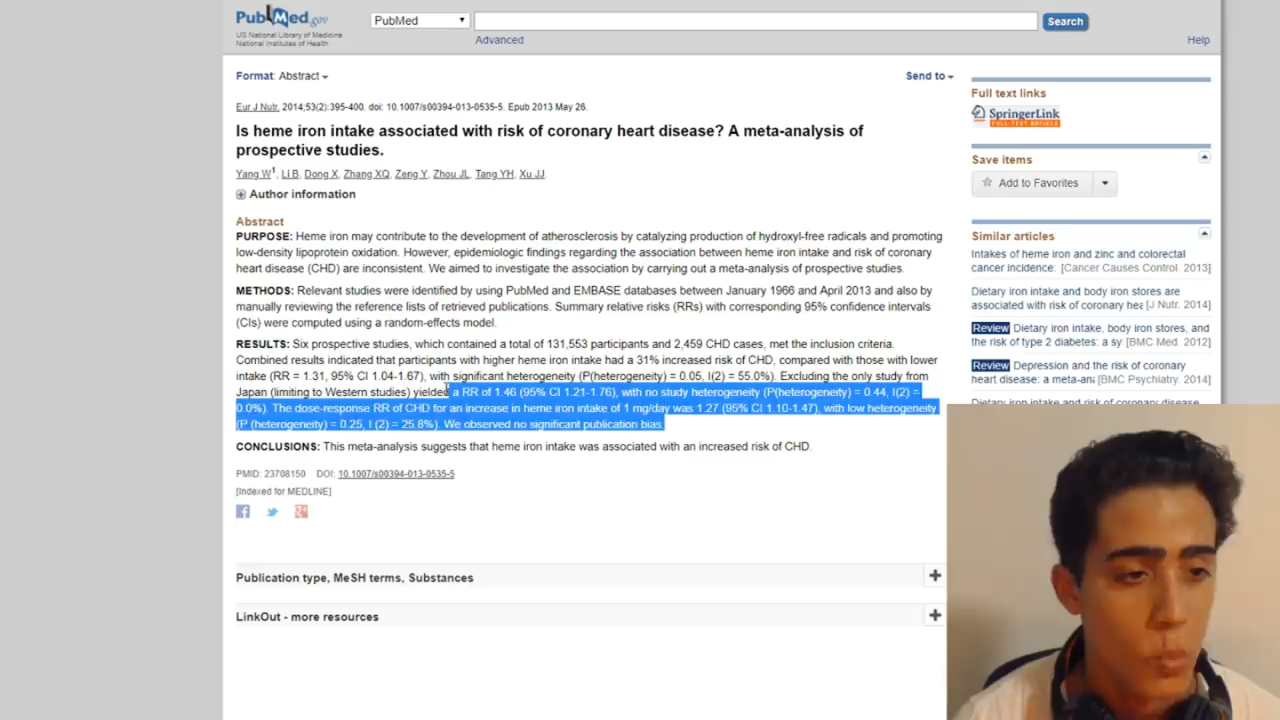 PubMed.gov
US National Library of Medicine
National Institutes of Health
PubMed
Search
Advanced
Help
Format: Abstract
Send to
Eur J Nutr. 2014;53(2):395-400. doi: 10.1007/s00394-013-0535-5. Epub 2013 May 26.
Is heme iron intake associated with risk of coronary heart disease? A meta-analysis of
prospective studies.
Yang W1, Li B, Dong X, Zhang XQ, Zeng Y, Zhou JL, Tang YH, Xu JJ.
Author information
Abstract
PURPOSE: Heme iron may contribute to the development of atherosclerosis by catalyzing production of hydroxyl-free radicals and promoting
low-density lipoprotein oxidation. However, epidemiologic findings regarding the association between heme iron intake and risk of coronary
heart disease (CHD) are inconsistent. We aimed to investigate the association by carrying out a meta-analysis of prospective studies.
METHODS: Relevant studies were identified by using PubMed and EMBASE databases between January 1966 and April 2013 and also by
manually reviewing the reference lists of retrieved publications. Summary relative risks (RRs) with corresponding 95% confidence intervals
(CIs) were computed using a random-effects model.
RESULTS: Six prospective studies, which contained a total of 131,553 participants and 2,459 CHD cases, met the inclusion criteria.
Combined results indicated that participants with higher heme iron intake had a 31% increased risk of CHD, compared with those with lower
intake (RR = 1.31, 95% CI 1.04-1.67), with significant heterogeneity (P(heterogeneity) = 0.05, I(2) = 55.0%). Excluding the only study from
Japan (limiting to Western studies) yielded a RR of 1.46 (95% CI 1.21-1.76), with no study heterogeneity (P(heterogeneity) = 0.44, I(2) =
0.0%). The dose-response RR of CHD for an increase in heme iron intake of 1 mg/day was 1.27 (95% CI 1.10-1.47), with low heterogeneity
(P (heterogeneity) = 0.25, I (2) = 25.8%). We observed no significant publication bias.
CONCLUSIONS: This meta-analysis suggests that heme iron intake was associated with an increased risk of CHD.
PMID: 23708150 DOI: 10.1007/s00394-013-0535-5
[Indexed for MEDLINE]
Publication type, MeSH terms, Substances
LinkOut - more resources
Full text links
SpringerLink
FULL-TEXT ARTICLE
Save items
Add to Favorites
Similar articles
Intakes of heme iron and zinc and colorectal
cancer incidence: [Cancer Causes Control. 2013]
Dietary iron intake and body iron stores are
associated with risk of coronary hea [J Nutr. 2014]
Review Dietary iron intake, body iron stores, and
the risk of type 2 diabetes: a sy [BMC Med. 2012]
Review Depression and the risk of coronary
heart disease: a meta-ana [BMC Psychiatry. 2014]
Dietary iron intake and risk of coronary disease